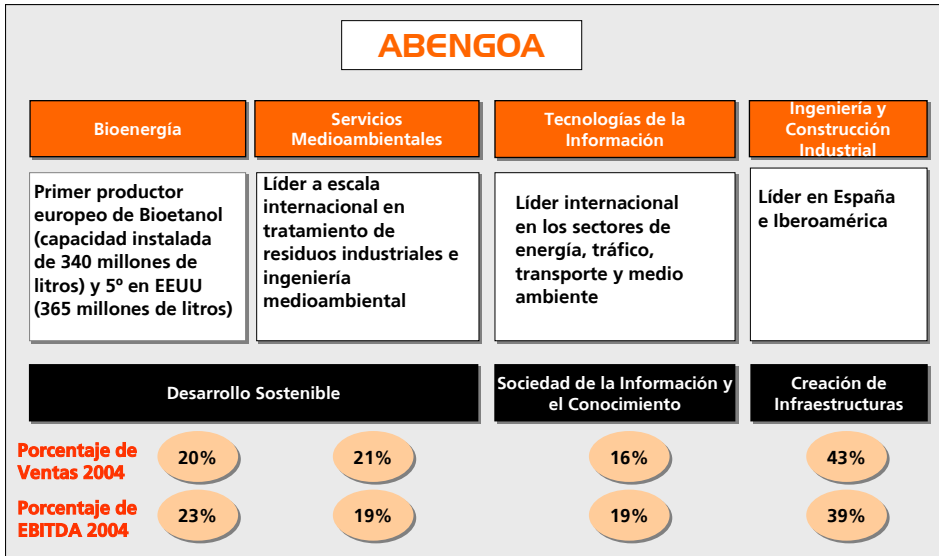 ABENGOA
Bioenergía
Servicios
Medioambientales
Tecnologías de la
Información
Ingeniería y
Construcción
Industrial
Primer productor
europeo de Bioetanol
(capacidad instalada
de 340 millones de
litros) y 5º en EEUU
(365 millones de litros)
Líder a escala
internacional en
tratamiento de
residuos industriales e
ingeniería
medioambiental
Líder internacional
en los sectores de
energía, tráfico,
transporte y medio
ambiente
Líder en España
e Iberoamérica
Desarrollo Sostenible
Sociedad de la Información y
el Conocimiento
Creación de
Infraestructuras
Porcentaje de
Ventas 2004
20%
21%
16%
43%
Porcentaje de
EBITDA 2004
23%
19%
19%
39%